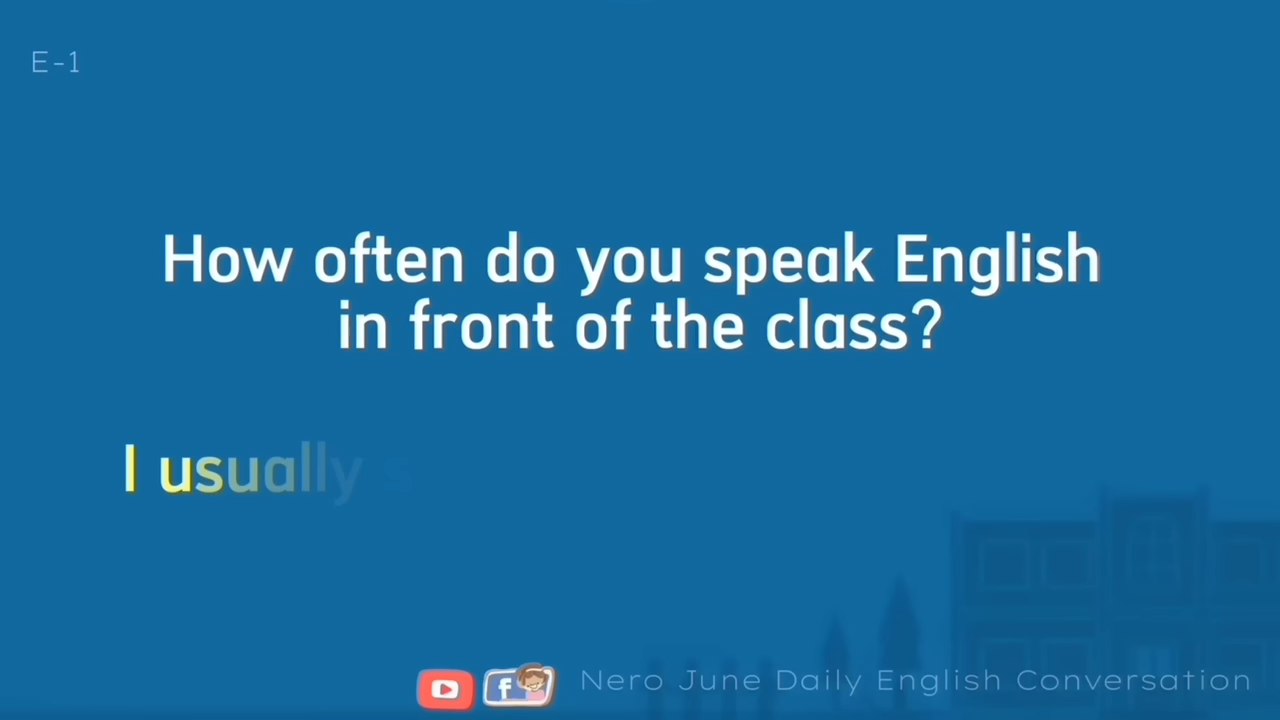 E-1
How often do you speak English
in front of the class?
I usually s
Nero June Daily English Conversation